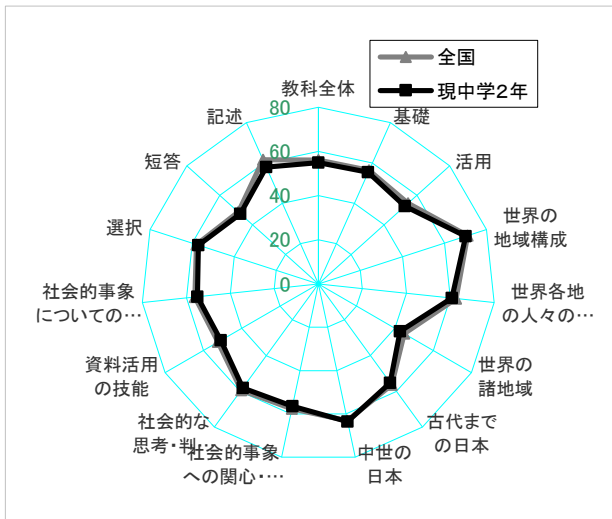 全国
現中学2年
教科全体
基礎
活用
世界の
地域構成
世界各地
の人々の…
世界の
諸地域
古代まで
の日本
中世の
日本
社会的事象
への関心・…
社会的な
思考・判…
資料活用
の技能
社会的事象
についての…
選択
短答
記述
80
60
40
20
0